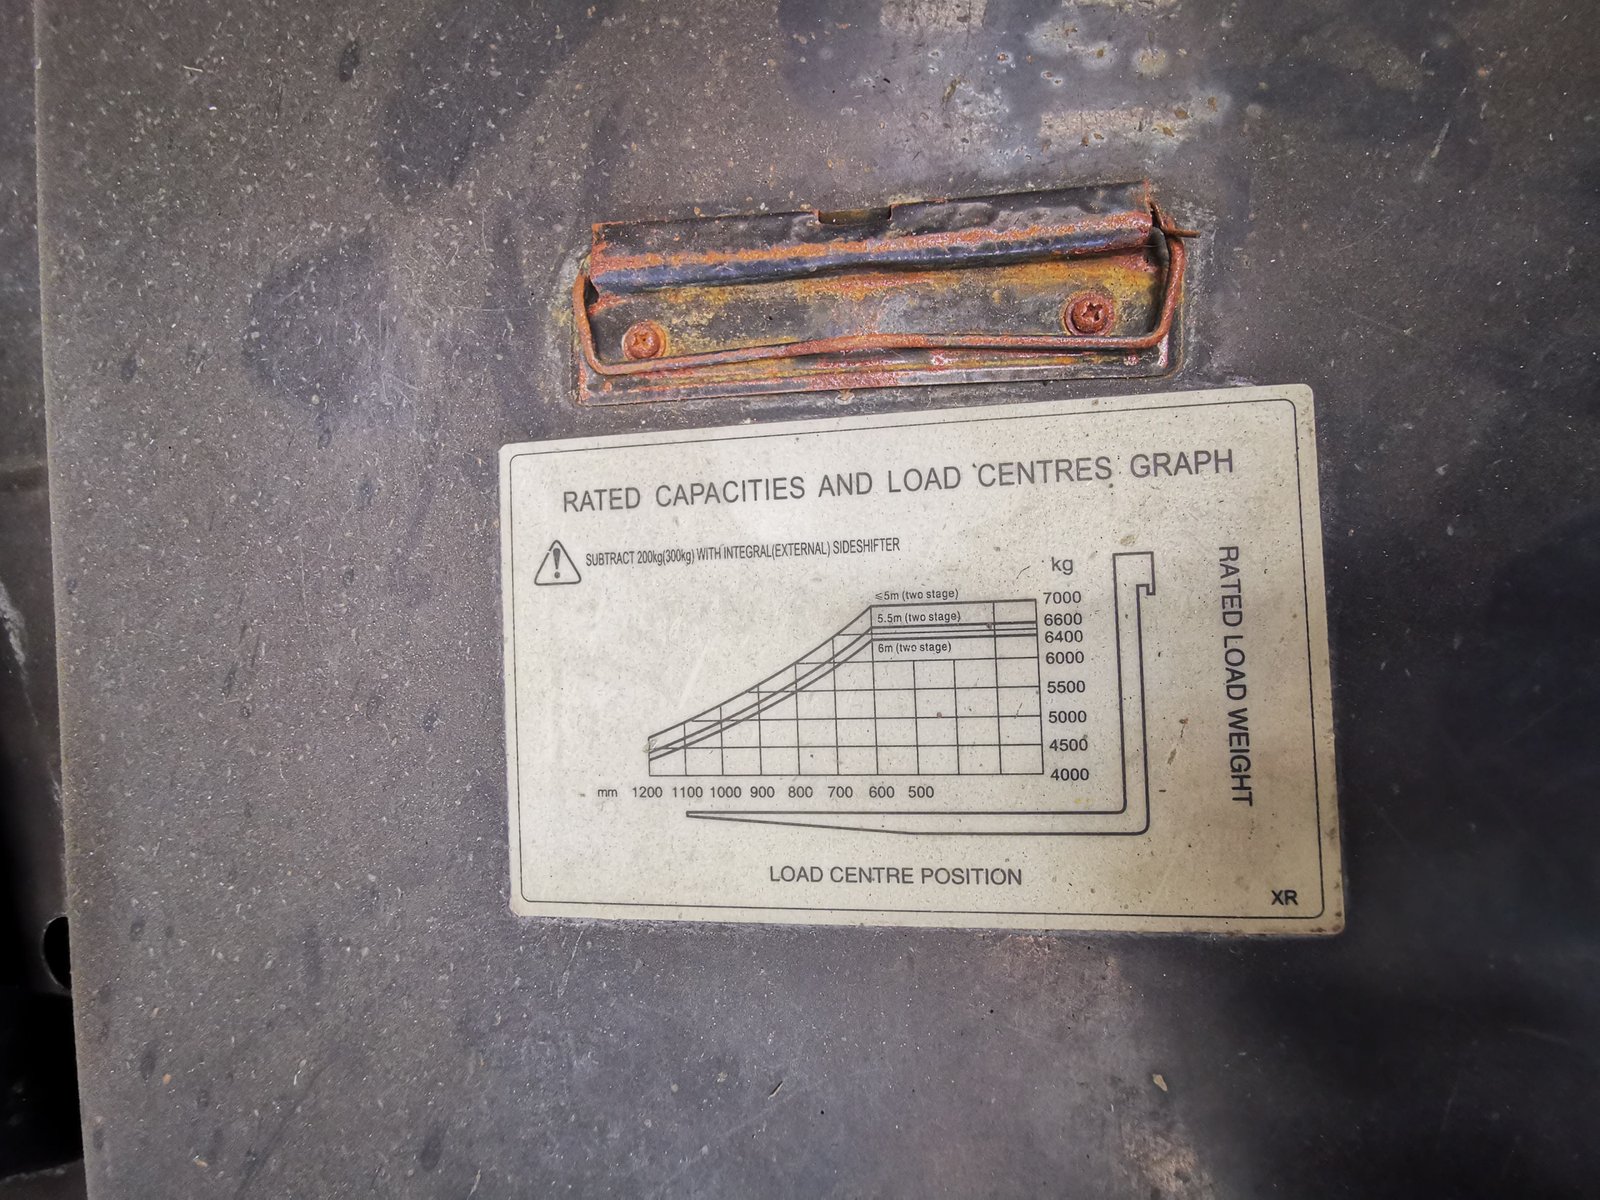 RATED CAPACITIES AND LOAD CENTRES GRAPH
SUBTRACT 200kg(300kg) WITH INTEGRAL(EXTERNAL) SIDESHIFTER
kg
≤5m (two stage)
7000
5.5m (two stage)
6600
6400
6m (two stage)
6000
5500
5000
4500
4000
mm 1200 1100 1000 900 800 700 600 500
RATED LOAD WEIGHT
LOAD CENTRE POSITION
XR